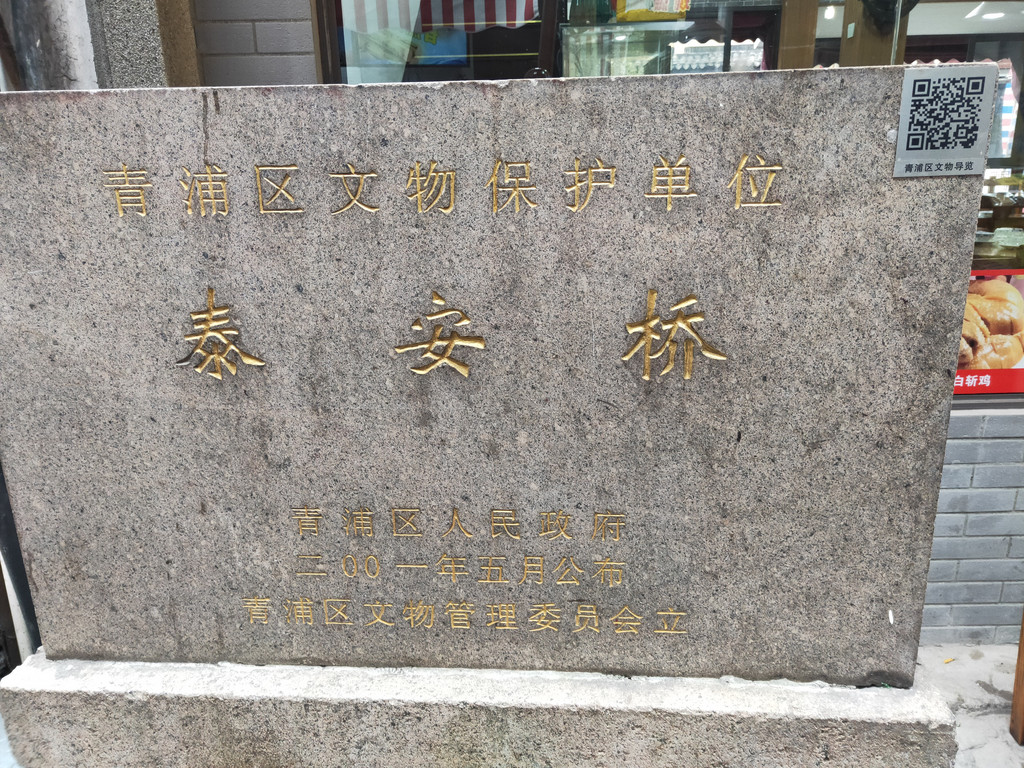 青浦区文物导览
青浦区文物保护单位
泰安桥
白斩鸡
青浦区人民政府
二00一年五月公布
青浦区文物管理委员会立